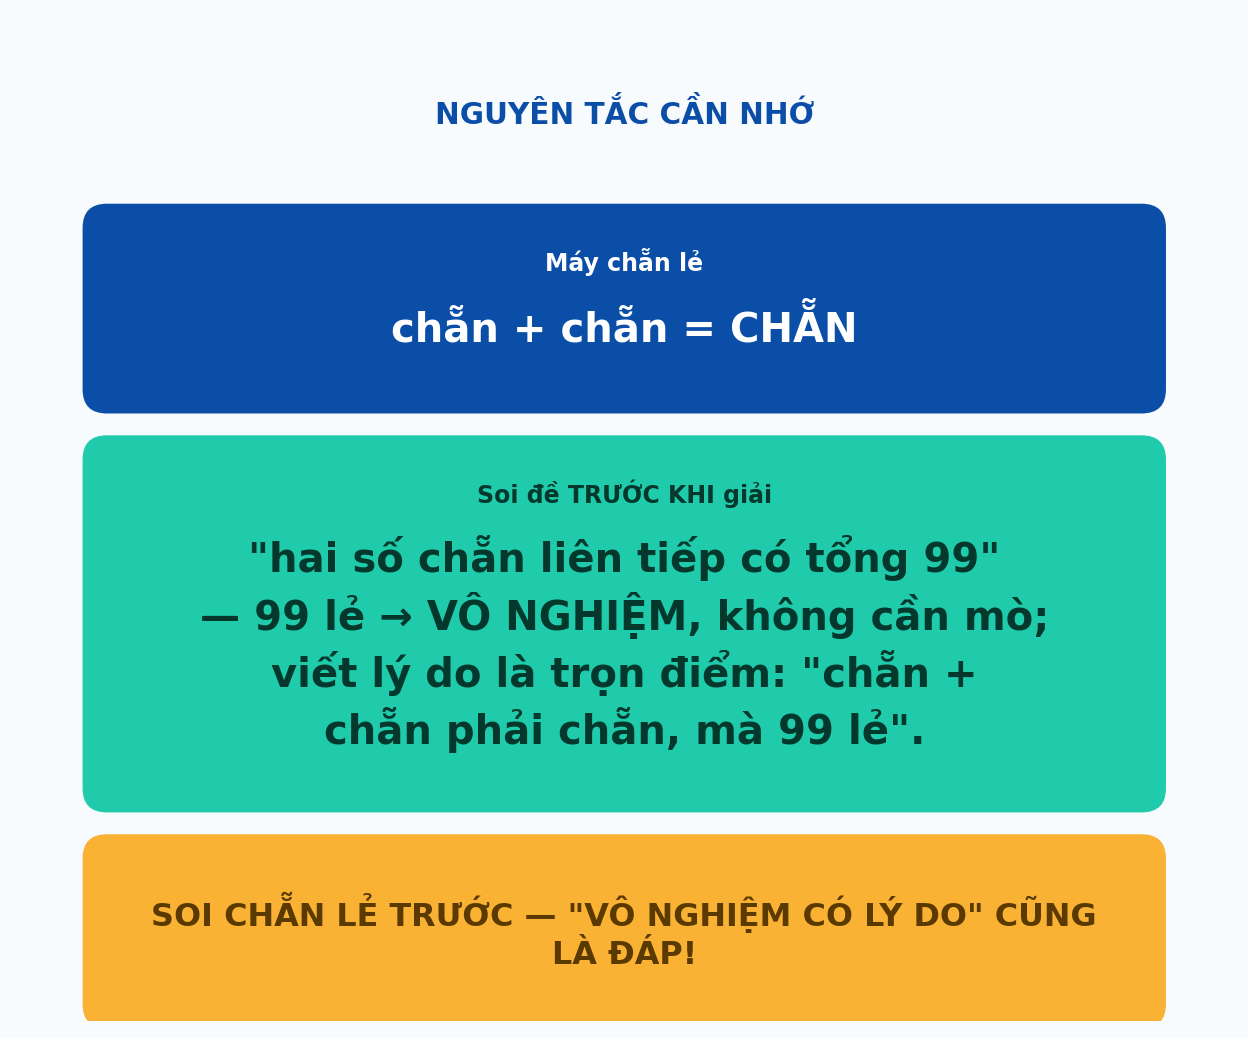 NGUYÊN TẮC CẦN NHỚ
Máy chẵn lẻ
chẵn + chẵn = CHẴN
Soi đề TRƯỚC KHI giải
"hai số chẵn liên tiếp có tổng 99"
— 99 lẻ → VÔ NGHIỆM, không cần mò;
viết lý do là trọn điểm: "chẵn +
chẵn phải chẵn, mà 99 lẻ".
SOI CHẴN LẺ TRƯỚC — "VÔ NGHIỆM CÓ LÝ DO" CŨNG
LÀ ĐÁP!